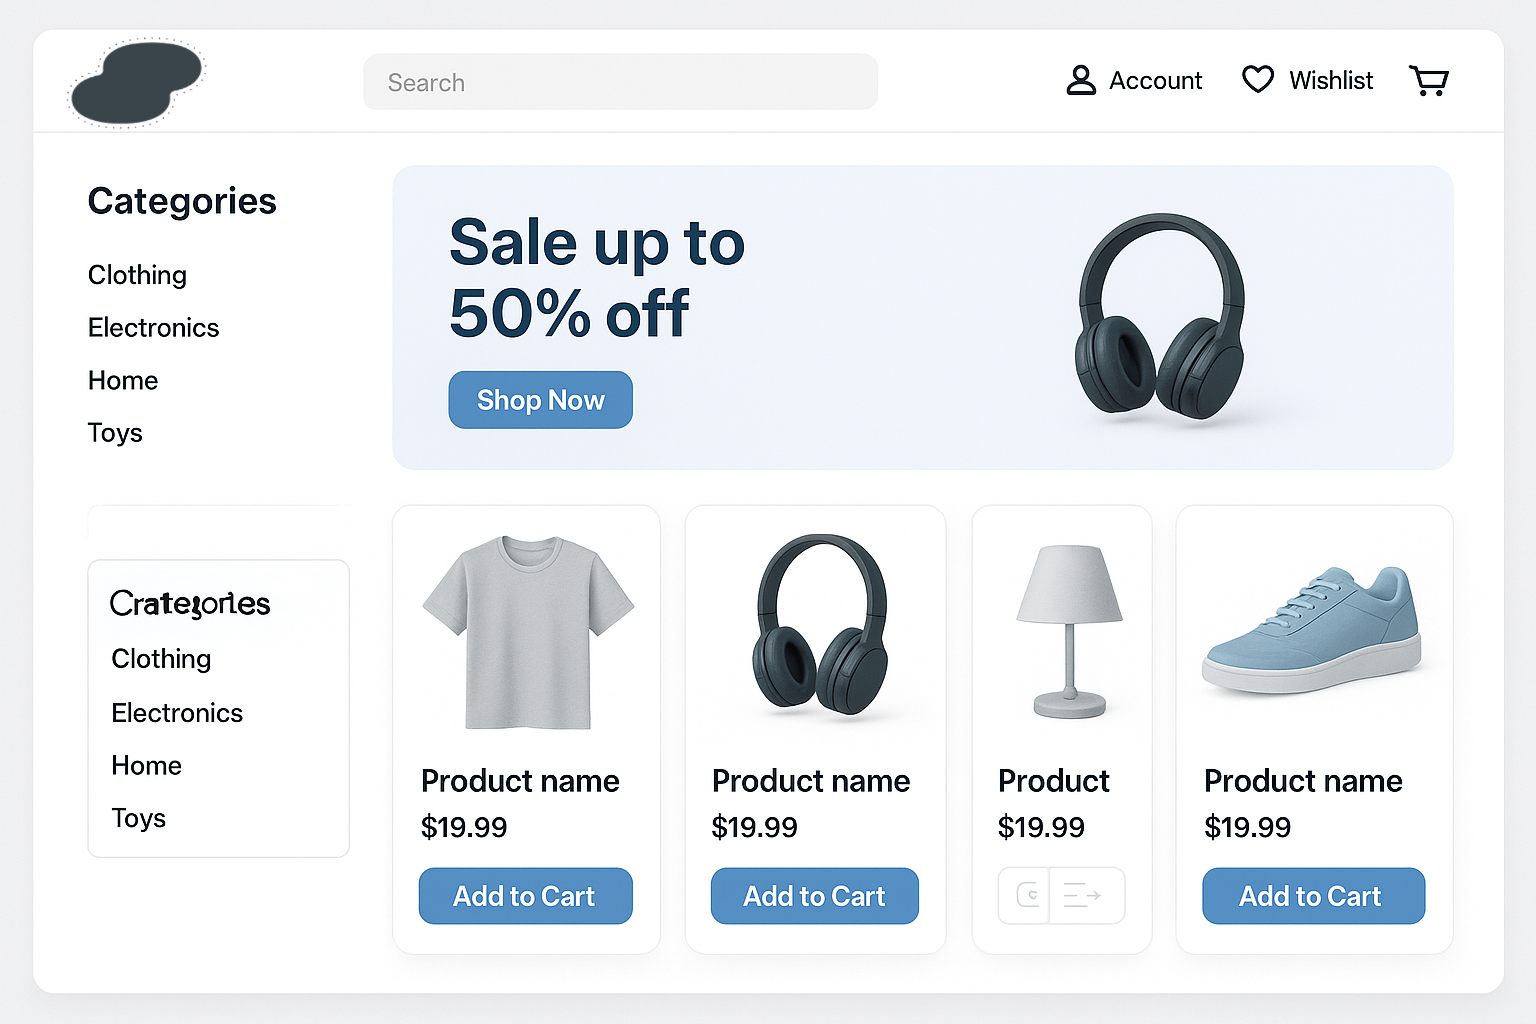 Search
Account
Wishlist
Categories
Clothing
Electronics
Home
Toys
Sale up to
50% off
Shop Now
Clothing
Electronics
Home
Toys
Product name
$19.99
Add to Cart
Product name
$19.99
Add to Cart
Product
$19.99
Product name
$19.99
Add to Cart